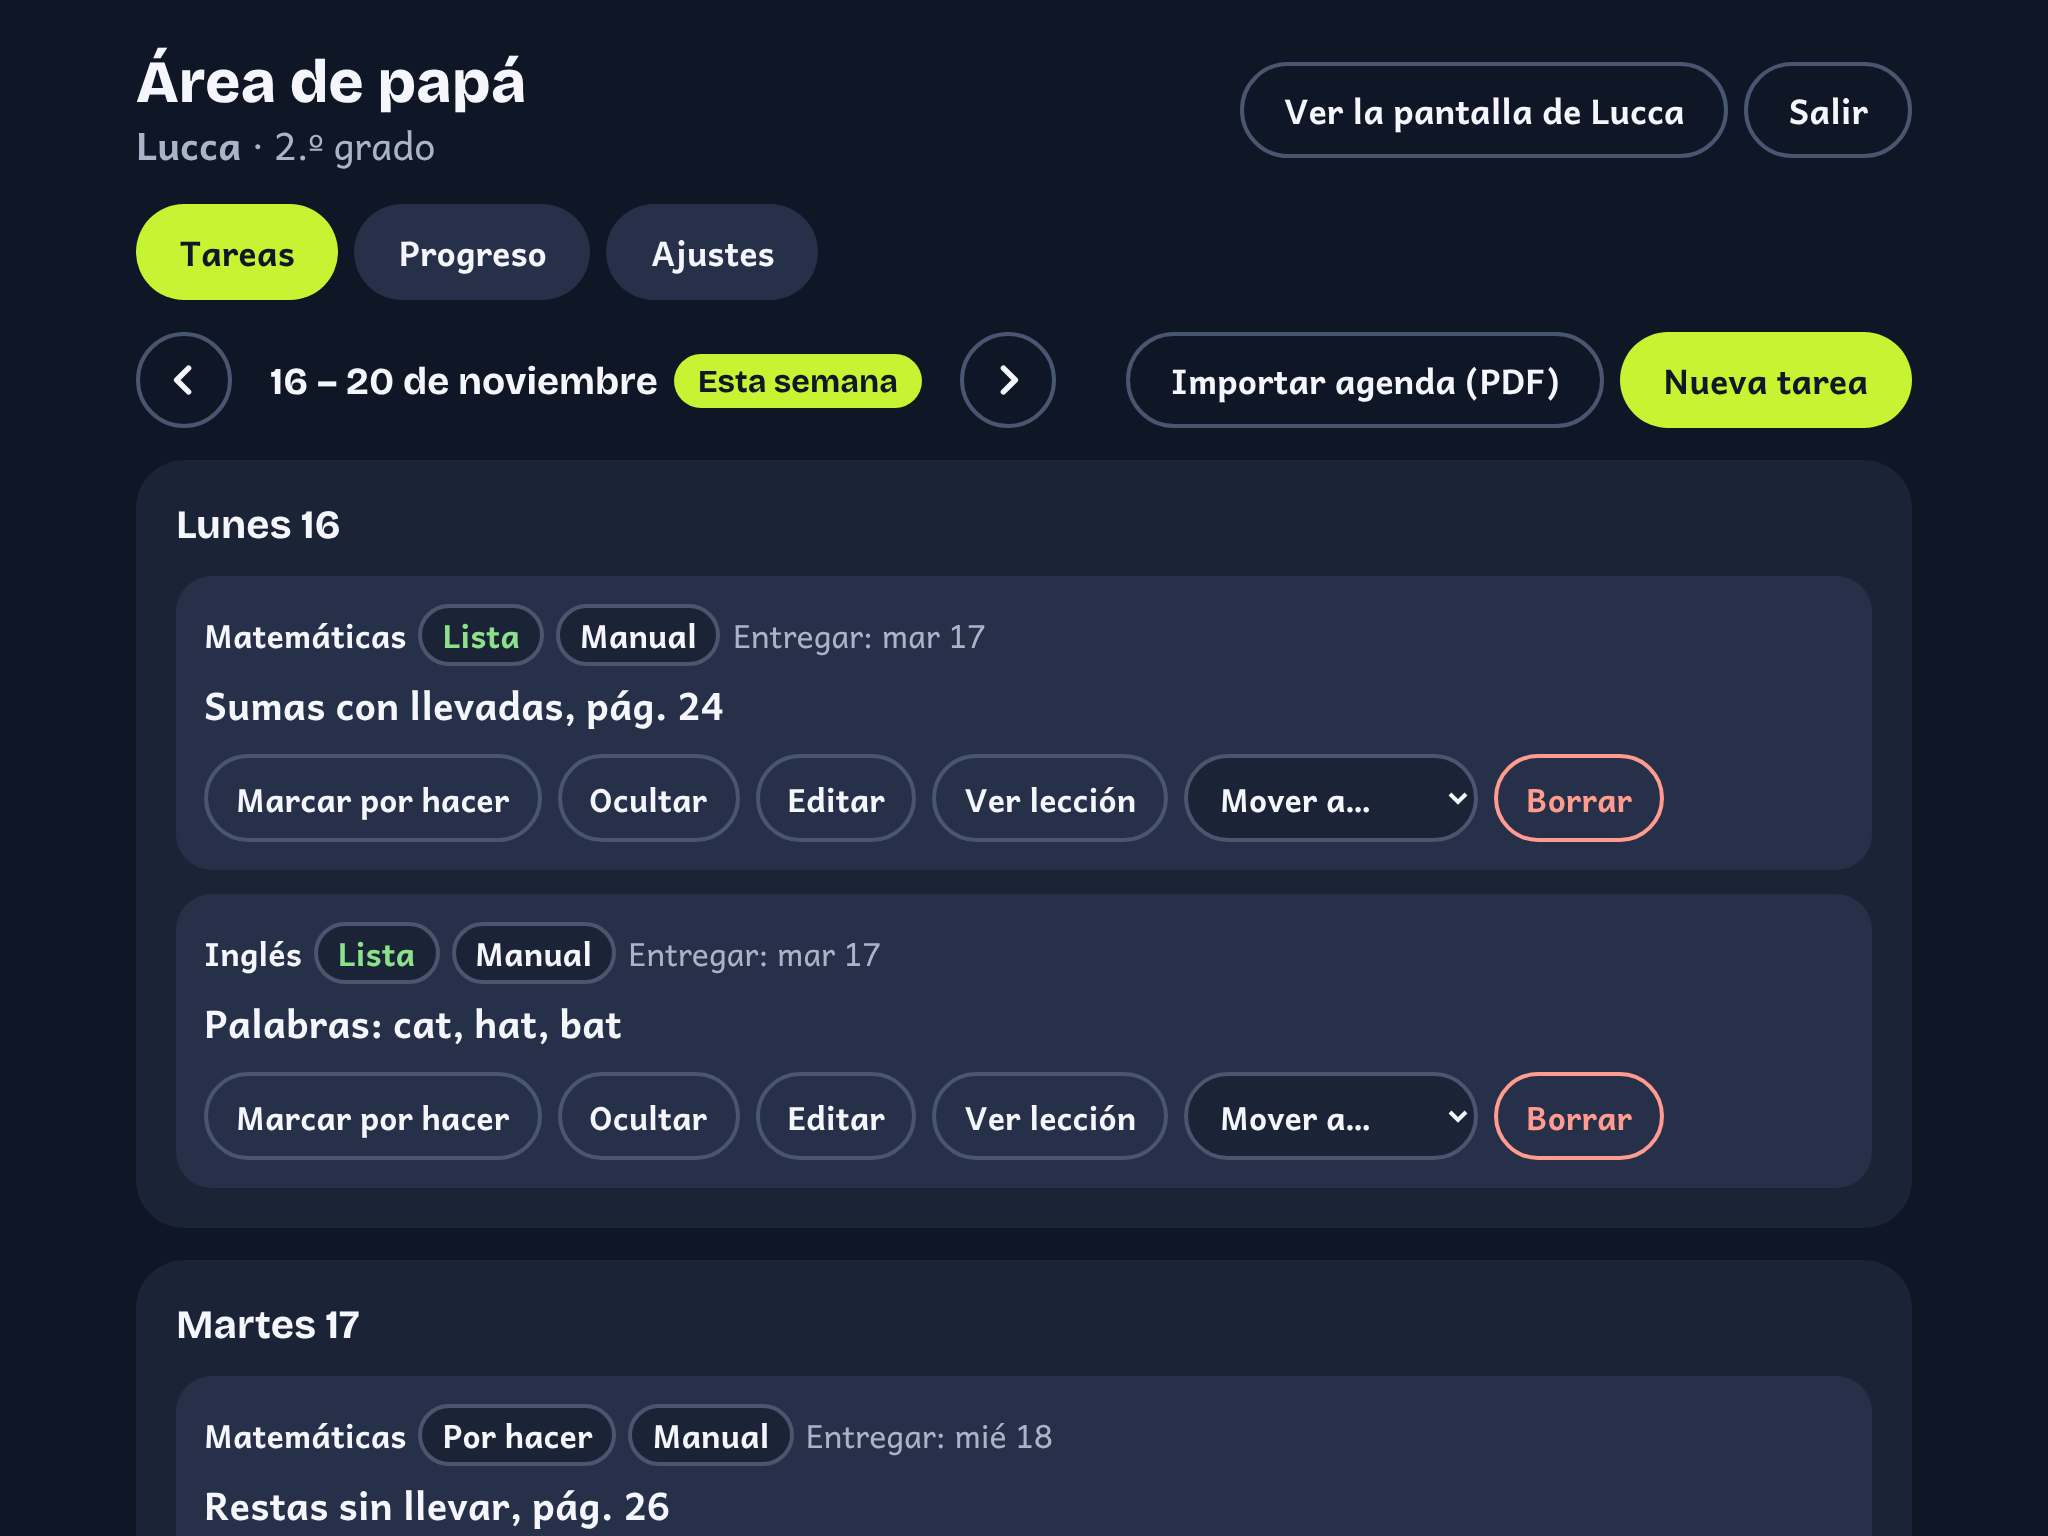 Área de papá
Lucca · 2.º grado
Ver la pantalla de Lucca
Salir
Tareas
Progreso
Ajustes
16 – 20 de noviembre
Esta semana
Importar agenda (PDF)
Nueva tarea
Lunes 16
Matemáticas Lista Manual Entregar: mar 17
Sumas con llevadas, pág. 24
Marcar por hacer Ocultar Editar Ver lección Mover a... Borrar
Inglés Lista Manual Entregar: mar 17
Palabras: cat, hat, bat
Marcar por hacer Ocultar Editar Ver lección Mover a... Borrar
Martes 17
Matemáticas Por hacer Manual Entregar: mié 18
Restas sin llevar, pág. 26